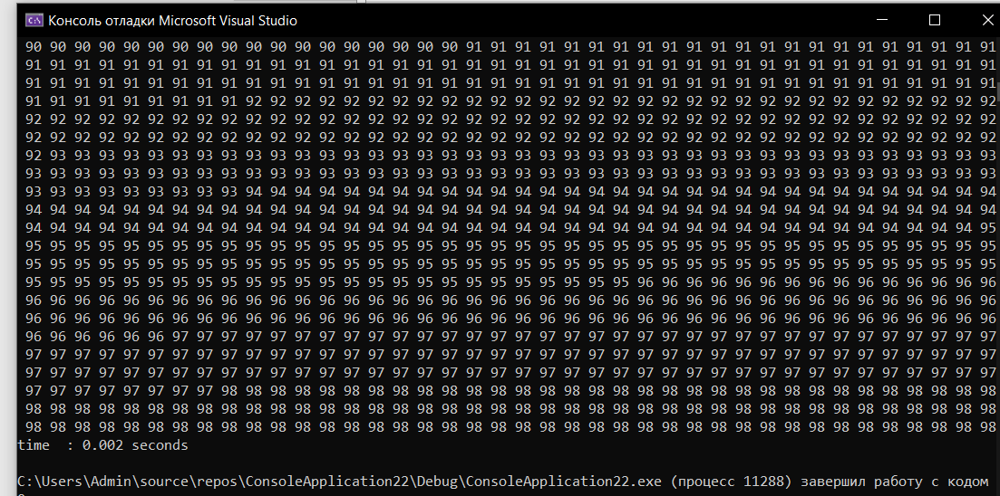 Консоль отладки Microsoft Visual Studio
90 90 90 90 90 90 90 90 90 90 90 90 90 90 90 90 90 90 91 91 91 91 91 91 91 91 91 91 91 91 91 91 91 91 91 91 91 91 91 91
91 91 91 91 91 91 91 91 91 91 91 91 91 91 91 91 91 91 91 91 91 91 91 91 91 91 91 91 91 91 91 91 91 91 91 91 91 91 91 91
91 91 91 91 91 91 91 91 91 91 91 91 91 91 91 91 91 91 91 91 91 91 91 91 91 91 91 91 91 91 91 91 91 91 91 91 91 91 91 91
91 91 91 91 91 91 91 91 91 92 92 92 92 92 92 92 92 92 92 92 92 92 92 92 92 92 92 92 92 92 92 92 92 92 92 92 92 92 92 92
92 92 92 92 92 92 92 92 92 92 92 92 92 92 92 92 92 92 92 92 92 92 92 92 92 92 92 92 92 92 92 92 92 92 92 92 92 92 92 92
92 92 92 92 92 92 92 92 92 92 92 92 92 92 92 92 92 92 92 92 92 92 92 92 92 92 92 92 92 92 92 92 92 92 92 92 92 92 92 92
92 93 93 93 93 93 93 93 93 93 93 93 93 93 93 93 93 93 93 93 93 93 93 93 93 93 93 93 93 93 93 93 93 93 93 93 93 93 93 93
93 93 93 93 93 93 93 93 93 93 93 93 93 93 93 93 93 93 93 93 93 93 93 93 93 93 93 93 93 93 93 93 93 93 93 93 93 93 93 93
93 93 93 93 93 93 93 93 93 94 94 94 94 94 94 94 94 94 94 94 94 94 94 94 94 94 94 94 94 94 94 94 94 94 94 94 94 94 94 94
94 94 94 94 94 94 94 94 94 94 94 94 94 94 94 94 94 94 94 94 94 94 94 94 94 94 94 94 94 94 94 94 94 94 94 94 94 94 94 94
94 94 94 94 94 94 94 94 94 94 94 94 94 94 94 94 94 94 94 94 94 94 94 94 94 94 94 94 94 94 94 94 94 94 94 94 94 94 94 95
95 95 95 95 95 95 95 95 95 95 95 95 95 95 95 95 95 95 95 95 95 95 95 95 95 95 95 95 95 95 95 95 95 95 95 95 95 95 95 95
95 95 95 95 95 95 95 95 95 95 95 95 95 95 95 95 95 95 95 95 95 95 95 95 95 95 95 95 95 95 95 95 95 95 95 95 95 95 95 95
95 95 95 95 95 95 95 95 95 95 95 95 95 95 95 95 95 95 95 95 95 95 96 96 96 96 96 96 96 96 96 96 96 96 96 96 96 96 96 96
96 96 96 96 96 96 96 96 96 96 96 96 96 96 96 96 96 96 96 96 96 96 96 96 96 96 96 96 96 96 96 96 96 96 96 96 96 96 96 96
96 96 96 96 96 96 96 96 96 96 96 96 96 96 96 96 96 96 96 96 96 96 96 96 96 96 96 96 96 96 96 96 96 96 96 96 96 96 96 96
96 96 96 96 96 96 97 97 97 97 97 97 97 97 97 97 97 97 97 97 97 97 97 97 97 97 97 97 97 97 97 97 97 97 97 97 97 97 97 97
97 97 97 97 97 97 97 97 97 97 97 97 97 97 97 97 97 97 97 97 97 97 97 97 97 97 97 97 97 97 97 97 97 97 97 97 97 97 97 97
97 97 97 97 97 97 97 97 97 97 97 97 97 97 97 97 97 97 97 97 97 97 97 97 97 97 97 97 97 97 97 97 97 97 97 97 97 97 97 97
97 97 97 97 97 97 97 97 98 98 98 98 98 98 98 98 98 98 98 98 98 98 98 98 98 98 98 98 98 98 98 98 98 98 98 98 98 98 98 98
98 98 98 98 98 98 98 98 98 98 98 98 98 98 98 98 98 98 98 98 98 98 98 98 98 98 98 98 98 98 98 98 98 98 98 98 98 98 98 98
98 98 98 98 98 98 98 98 98 98 98 98 98 98 98 98 98 98 98 98 98 98 98 98 98 98 98 98 98 98 98 98 98 98 98 98 98 98 98 98
time : 0.002 seconds
C:\Users\Admin\source\repos\ConsoleApplication22\Debug\ConsoleApplication22.exe (процесс 11288) завершил работу с кодом